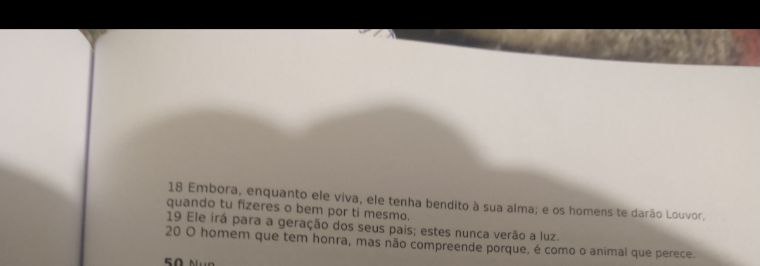 18 Embora, enquanto ele viva, ele tenha bendito à sua alma; e os homens te darão Louvor,
quando tu fizeres o bem por ti mesmo.
19 Ele irá para a geração dos seus pais; estes nunca verão a luz.
20 O homem que tem honra, mas não compreende porque, é como o animal que perece.
50 Nun